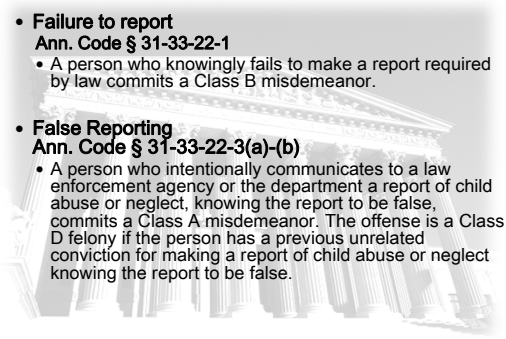 • Failure to report
Ann. Code § 31-33-22-1
• A person who knowingly fails to make a report required
by law commits a Class B misdemeanor.
• False Reporting
Ann. Code § 31-33-22-3(a)-(b)
• A person who intentionally communicates to a law
enforcement agency or the department a report of child
abuse or neglect, knowing the report to be false,
commits a Class A misdemeanor. The offense is a Class
D felony if the person has a previous unrelated
conviction for making a report of child abuse or neglect
knowing the report to be false.